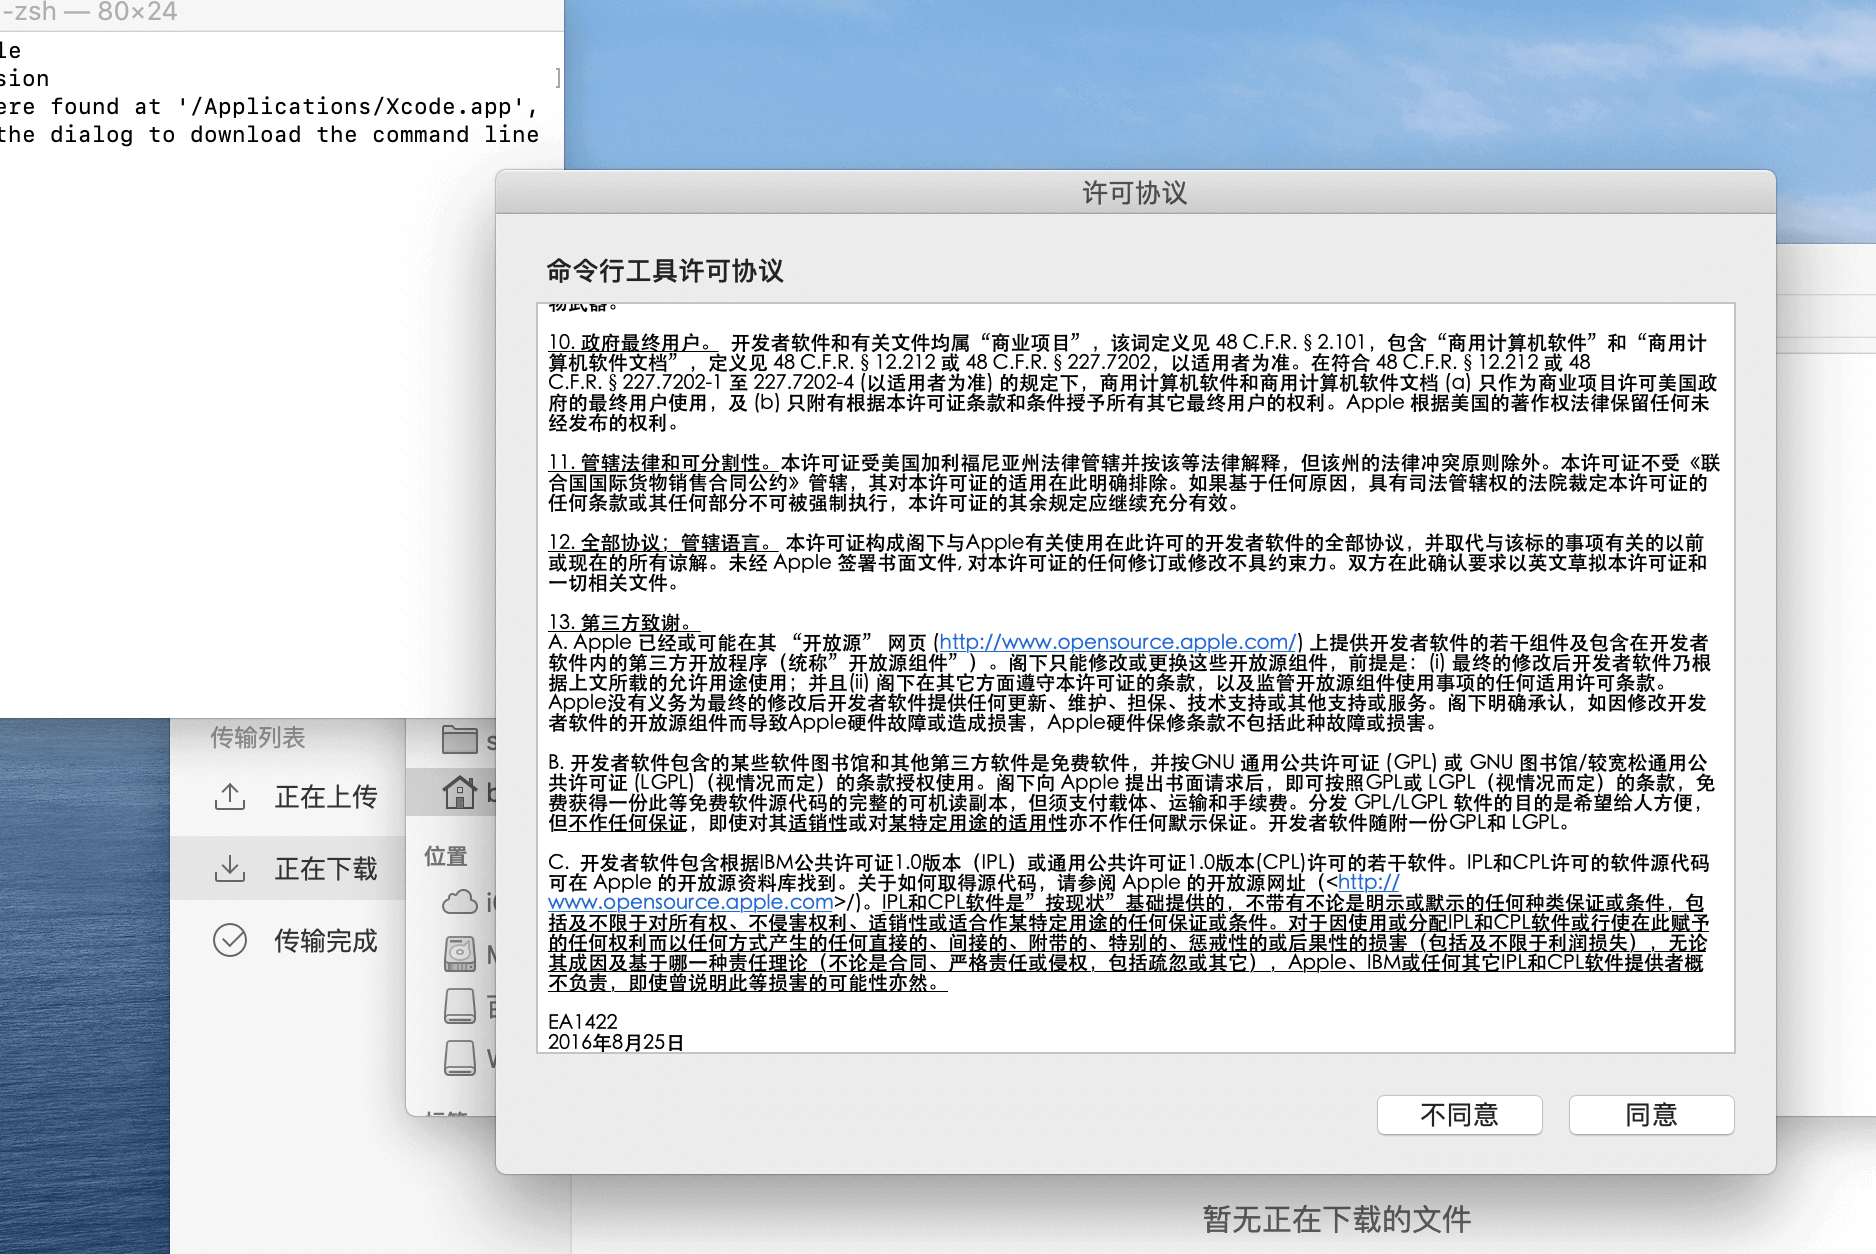 -zsh — 80×24
le
sion ]
ere found at '/Applications/Xcode.app',
the dialog to download the command line
许可协议
命令行工具许可协议
物武器。
10. 政府最终用户。 开发者软件和有关文件均属“商业项目”，该词定义见 48 C.F.R. § 2.101，包含“商用计算机软件”和“商用计
算机软件文档”，定义见 48 C.F.R. § 12.212 或 48 C.F.R. § 227.7202，以适用者为准。在符合 48 C.F.R. § 12.212 或 48
C.F.R. § 227.7202-1 至 227.7202-4 (以适用者为准) 的规定下，商用计算机软件和商用计算机软件文档 (a) 只作为商业项目许可美国政
府的最终用户使用，及 (b) 只附有根据本许可证条款和条件授予所有其它最终用户的权利。Apple 根据美国的著作权法律保留任何未
经发布的权利。
11. 管辖法律和可分割性。本许可证受美国加利福尼亚州法律管辖并按该等法律解释，但该州的法律冲突原则除外。本许可证不受《联
合国国际货物销售合同公约》管辖，其对本许可证的适用在此明确排除。如果基于任何原因，具有司法管辖权的法院裁定本许可证的
任何条款或其任何部分不可被强制执行，本许可证的其余规定应继续充分有效。
12. 全部协议；管辖语言。 本许可证构成阁下与Apple有关使用在此许可的开发者软件的全部协议，并取代与该标的事项有关的以前
或现在的所有谅解。未经 Apple 签署书面文件, 对本许可证的任何修订或修改不具约束力。双方在此确认要求以英文草拟本许可证和
一切相关文件。
13. 第三方致谢。
A. Apple 已经或可能在其 “开放源” 网页 (http://www.opensource.apple.com/) 上提供开发者软件的若干组件及包含在开发者
软件内的第三方开放程序（统称”开放源组件”）。阁下只能修改或更换这些开放源组件，前提是：(i) 最终的修改后开发者软件乃根
据上文所载的允许用途使用；并且(ii) 阁下在其它方面遵守本许可证的条款，以及监管开放源组件使用事项的任何适用许可条款。
Apple没有义务为最终的修改后开发者软件提供任何更新、维护、担保、技术支持或其他支持或服务。阁下明确承认，如因修改开发
者软件的开放源组件而导致Apple硬件故障或造成损害，Apple硬件保修条款不包括此种故障或损害。
B. 开发者软件包含的某些软件图书馆和其他第三方软件是免费软件，并按GNU 通用公共许可证 (GPL) 或 GNU 图书馆/较宽松通用公
共许可证 (LGPL)（视情况而定）的条款授权使用。阁下向 Apple 提出书面请求后，即可按照GPL或 LGPL（视情况而定）的条款，免
费获得一份此等免费软件源代码的完整的可机读副本，但须支付载体、运输和手续费。分发 GPL/LGPL 软件的目的是希望给人方便，
但不作任何保证，即使对其适销性或对某特定用途的适用性亦不作任何默示保证。开发者软件随附一份GPL和 LGPL。
C. 开发者软件包含根据IBM公共许可证1.0版本（IPL）或通用公共许可证1.0版本(CPL)许可的若干软件。IPL和CPL许可的软件源代码
可在 Apple 的开放源资料库找到。关于如何取得源代码，请参阅 Apple 的开放源网址（<http://
www.opensource.apple.com>/)。IPL和CPL软件是”按现状”基础提供的，不带有不论是明示或默示的任何种类保证或条件，包
括及不限于对所有权、不侵害权利、适销性或适合作某特定用途的任何保证或条件。对于因使用或分配IPL和CPL软件或行使在此赋予
的任何权利而以任何方式产生的任何直接的、间接的、附带的、特别的、惩戒性的或后果性的损害（包括及不限于利润损失），无论
其成因及基于哪一种责任理论（不论是合同、严格责任或侵权，包括疏忽或其它），Apple、IBM或任何其它IPL和CPL软件提供者概
不负责，即使曾说明此等损害的可能性亦然。
EA1422
2016年8月25日
不同意
同意
传输列表
正在上传
正在下载
传输完成
s
b
位置
i
M
W
暂无正在下载的文件